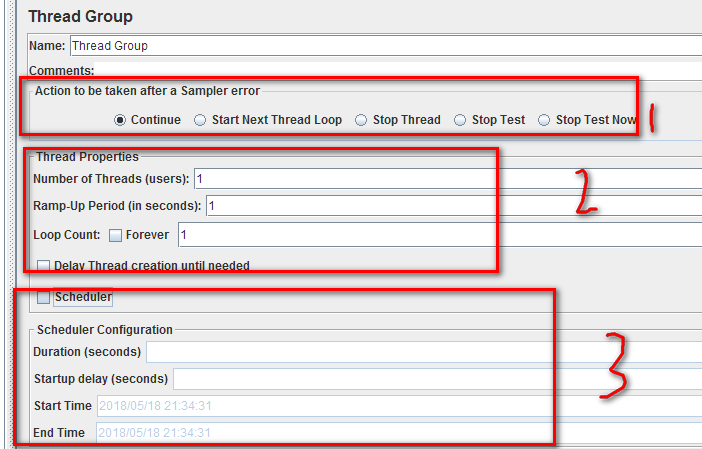 Thread Group
Name: Thread Group
Comments:
Action to be taken after a Sampler error
Continue Start Next Thread Loop Stop Thread Stop Test Stop Test Now
1
Thread Properties
Number of Threads (users): 1
2
Ramp-Up Period (in seconds): 1
Loop Count: Forever 1
Delay Thread creation until needed
Scheduler
Scheduler Configuration
Duration (seconds)
3
Startup delay (seconds)
Start Time 2018/05/18 21:34:31
End Time 2018/05/18 21:34:31